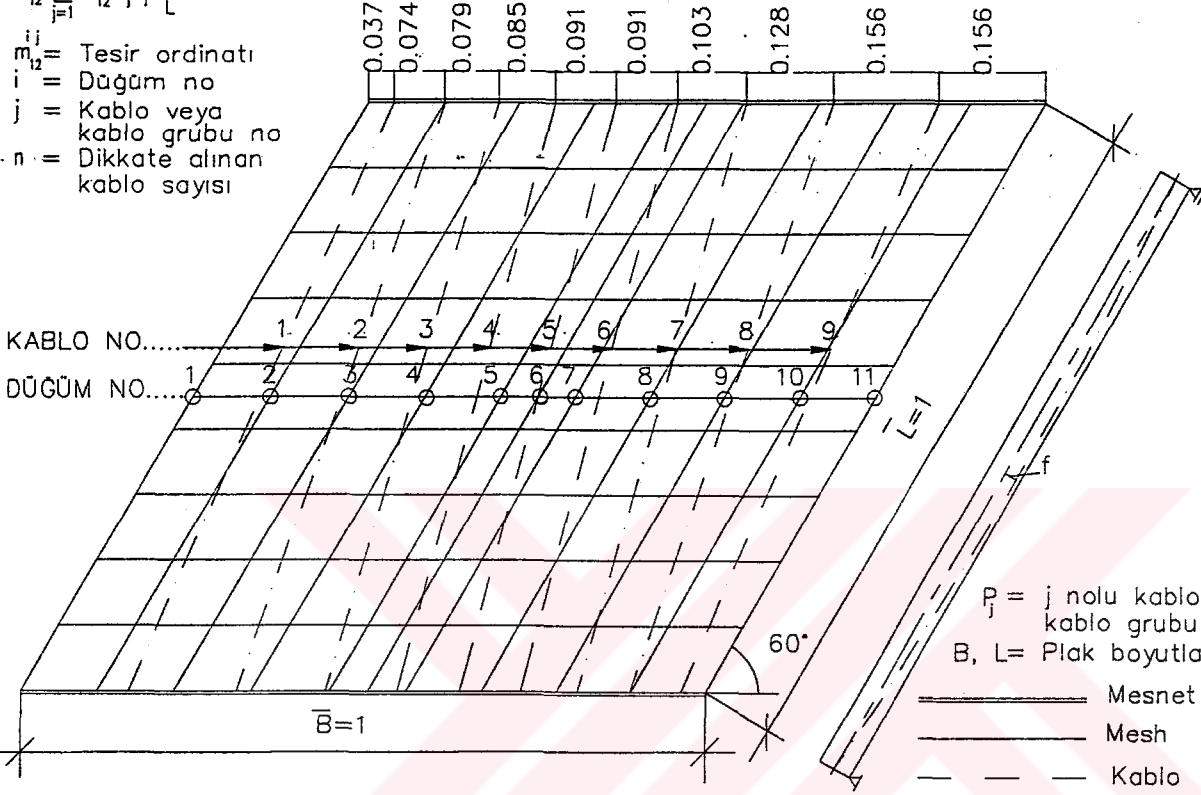 m₁₂^ij = Tesir ordinatı
i = Düğüm no
j = Kablo veya
kablo grubu no
n = Dikkate alınan
kablo sayısı
0.037 0.074 0.079 0.085 0.091 0.091 0.103 0.128 0.156 0.156
KABLO NO..... 1 2 3 4 5 6 7 8 9
DÜĞÜM NO..... 1 2 3 4 5 6 7 8 9 10 11
L̅=1
f
60°
B̅=1
P_j = j nolu kablo
kablo grubu
B, L= Plak boyutla
Mesnet
Mesh
Kablo